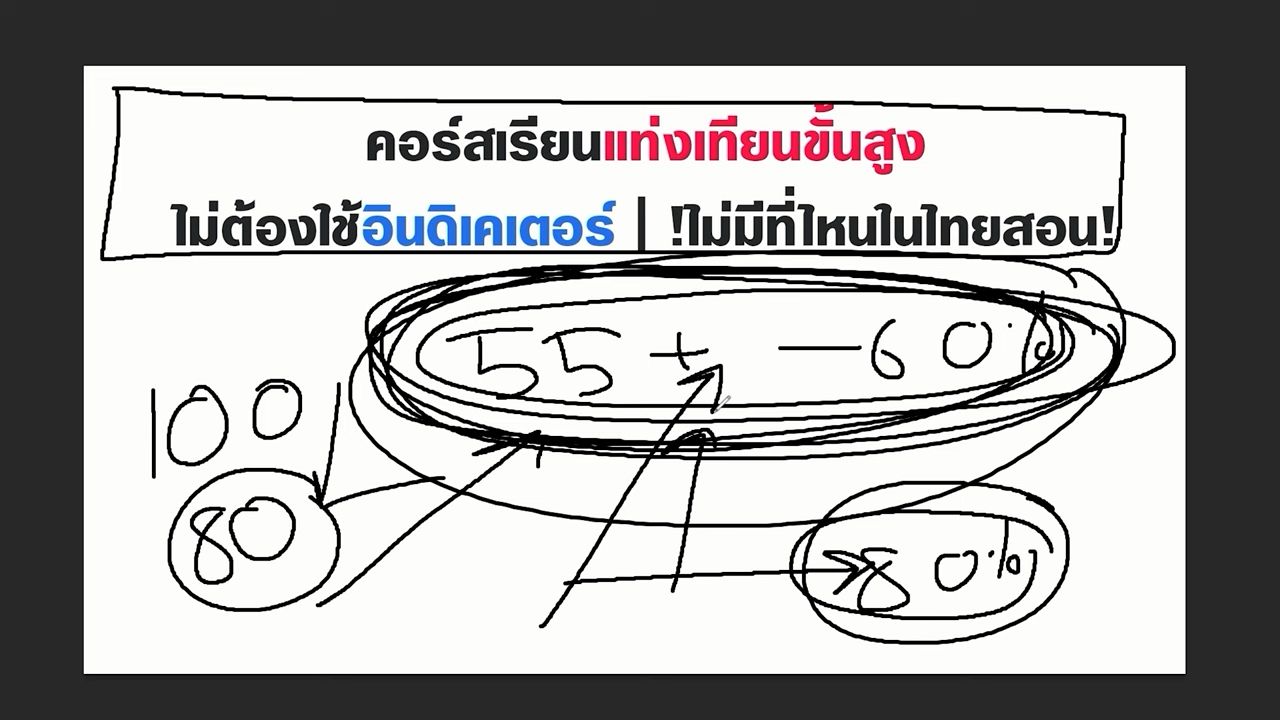 คอร์สเรียนแท่งเทียนขั้นสูง
ไม่ต้องใช้อินดิเคเตอร์ | !ไม่มีที่ไหนในไทยสอน!
55 + — 60%
100
80
80%